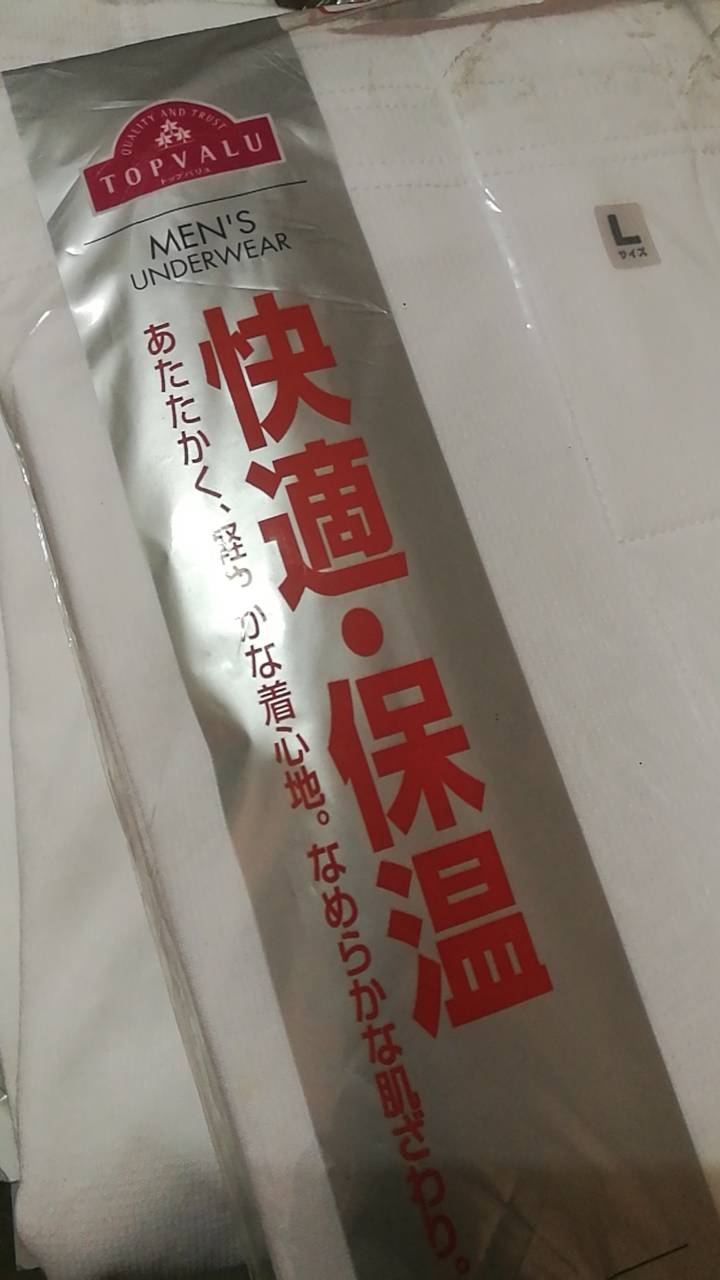 QUALITY AND TRUST
TOPVALU
トップバリュ
MEN'S
UNDERWEAR
L
サイズ
快適・保温
あたたかく、軽やかな着心地。なめらかな肌ざわり。